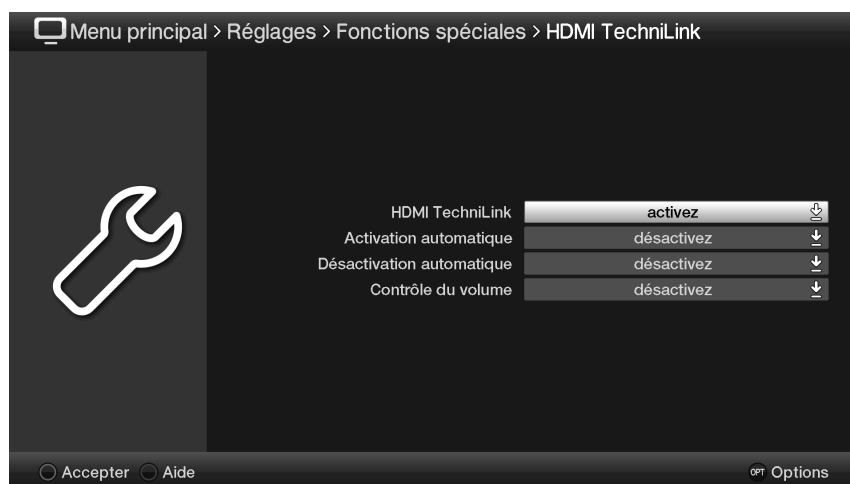 Menu principal > Réglages > Fonctions spéciales > HDMI TechniLink
HDMI TechniLink activez
Activation automatique désactivez
Désactivation automatique désactivez
Contrôle du volume désactivez
Accepter Aide OPT Options